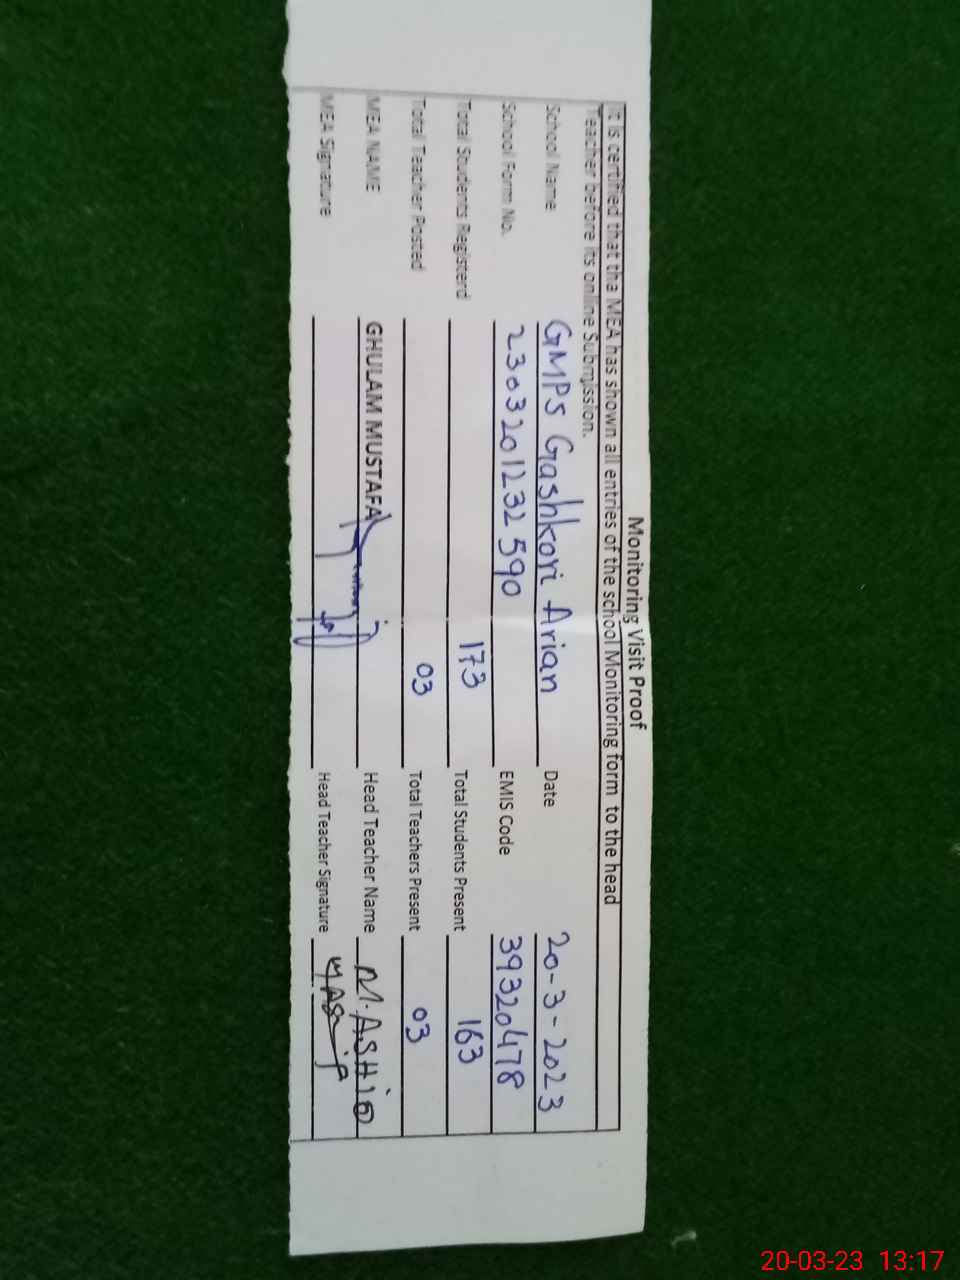 Monitoring Visit Proof
It is certified that tha MEA has shown all entries of the school Monitoring form to the head
Teacher before its online Submission.
School Name GMPS Gashkori Arian Date 20-3-2023
School Form No. 2303201232590 EMIS Code 39320478
Total Students Registerd 173 Total Students Present 163
Total Teacher Posted 03 Total Teachers Present 03
MEA NAME GHULAM MUSTAFA Head Teacher Name M.ASHIQ
MEA Signature Head Teacher Signature
20-03-23 13:17